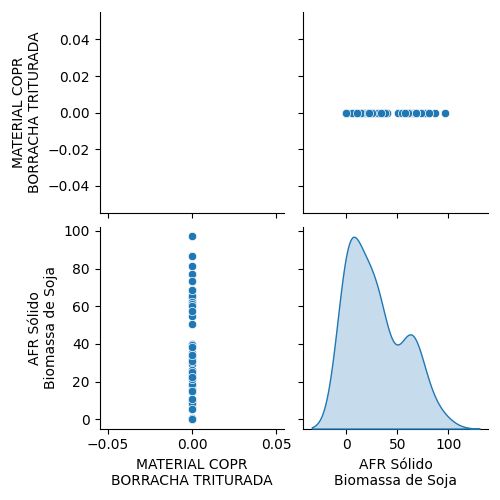 MATERIAL COPR
BORRACHA TRITURADA
0.04
0.02
0.00
−0.02
−0.04
AFR Sólido
Biomassa de Soja
100
80
60
40
20
0
−0.05
0.00
0.05
MATERIAL COPR
BORRACHA TRITURADA
0
50
100
AFR Sólido
Biomassa de Soja